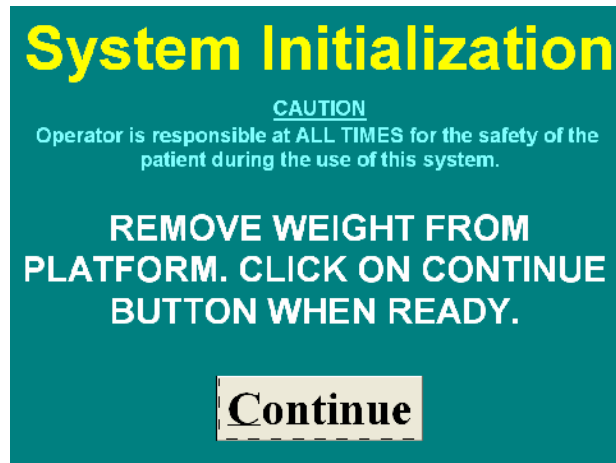 System Initialization
CAUTION
Operator is responsible at ALL TIMES for the safety of the
patient during the use of this system.
REMOVE WEIGHT FROM
PLATFORM. CLICK ON CONTINUE
BUTTON WHEN READY.
Continue